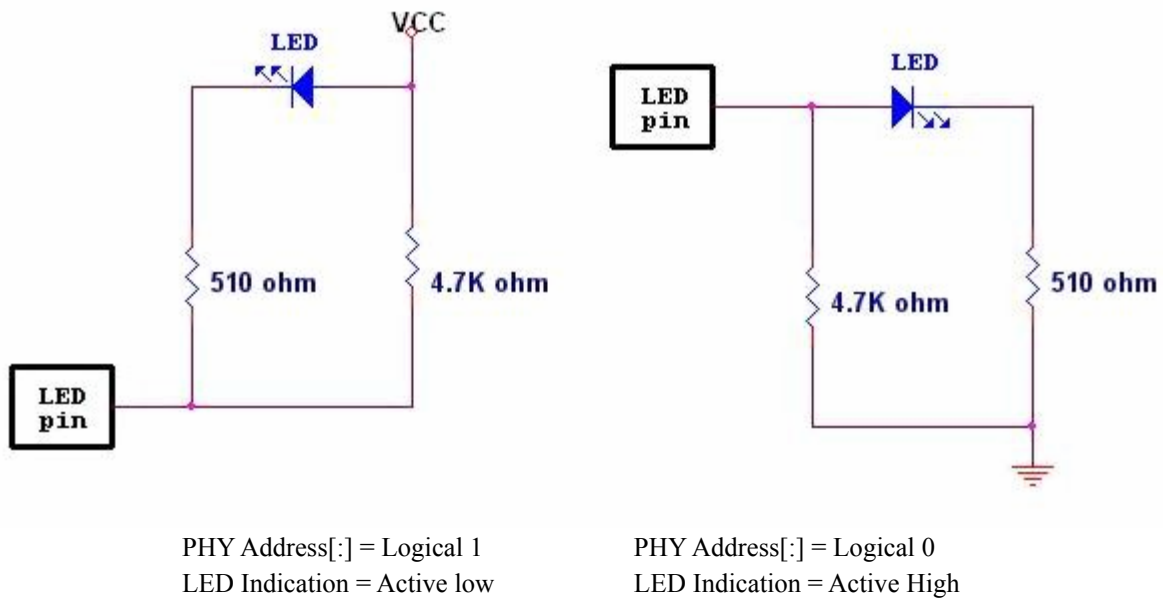 VCC
LED
510 ohm
4.7K ohm
LED
pin
LED
LED
pin
4.7K ohm
510 ohm
PHY Address[:] = Logical 1
LED Indication = Active low
PHY Address[:] = Logical 0
LED Indication = Active High